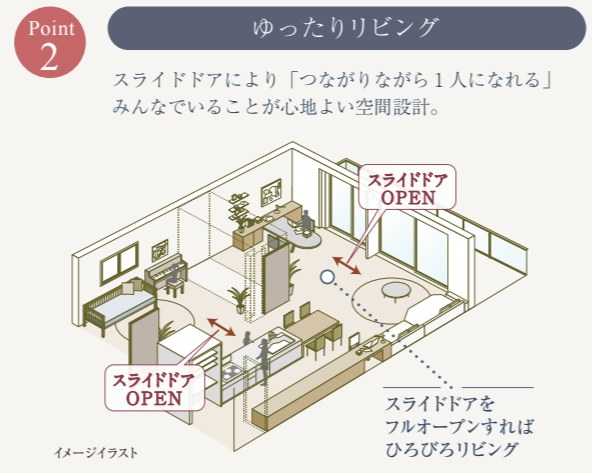 Point
2
ゆったりリビング
スライドドアにより「つながりながら１人になれる」
みんなでいることが心地よい空間設計。
スライドドア
OPEN
スライドドア
OPEN
スライドドアを
フルオープンすれば
ひろびろリビング
イメージイラスト